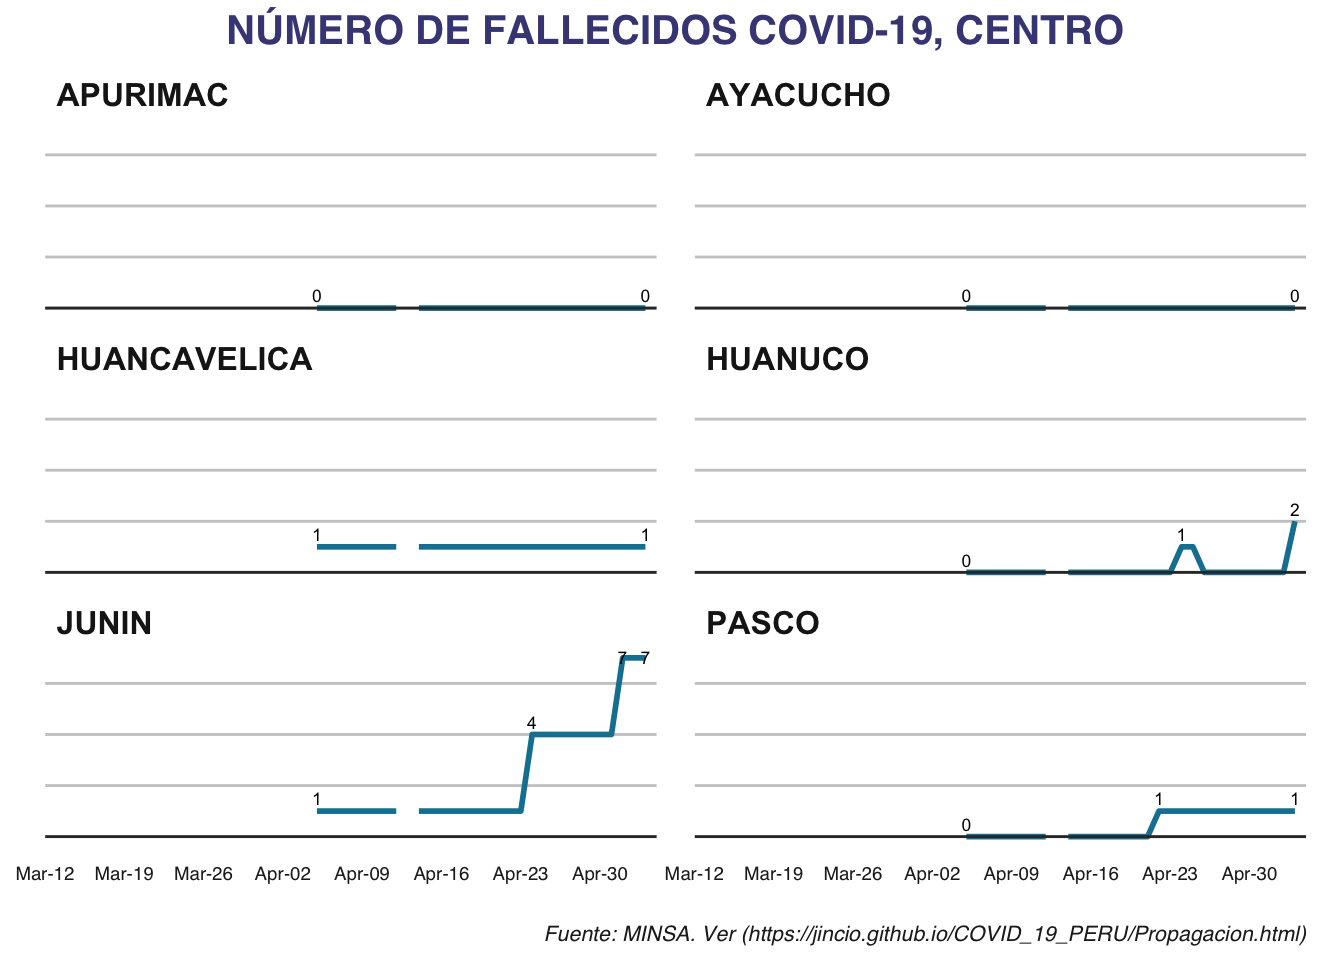 NÚMERO DE FALLECIDOS COVID-19, CENTRO
APURIMAC AYACUCHO
0 0 0 0
HUANCAVELICA HUANUCO
1 1 0 1 2
JUNIN PASCO
1 4 7 7 0 1 1
Mar-12 Mar-19 Mar-26 Apr-02 Apr-09 Apr-16 Apr-23 Apr-30 Mar-12 Mar-19 Mar-26 Apr-02 Apr-09 Apr-16 Apr-23 Apr-30
Fuente: MINSA. Ver (https://jincio.github.io/COVID_19_PERU/Propagacion.html)